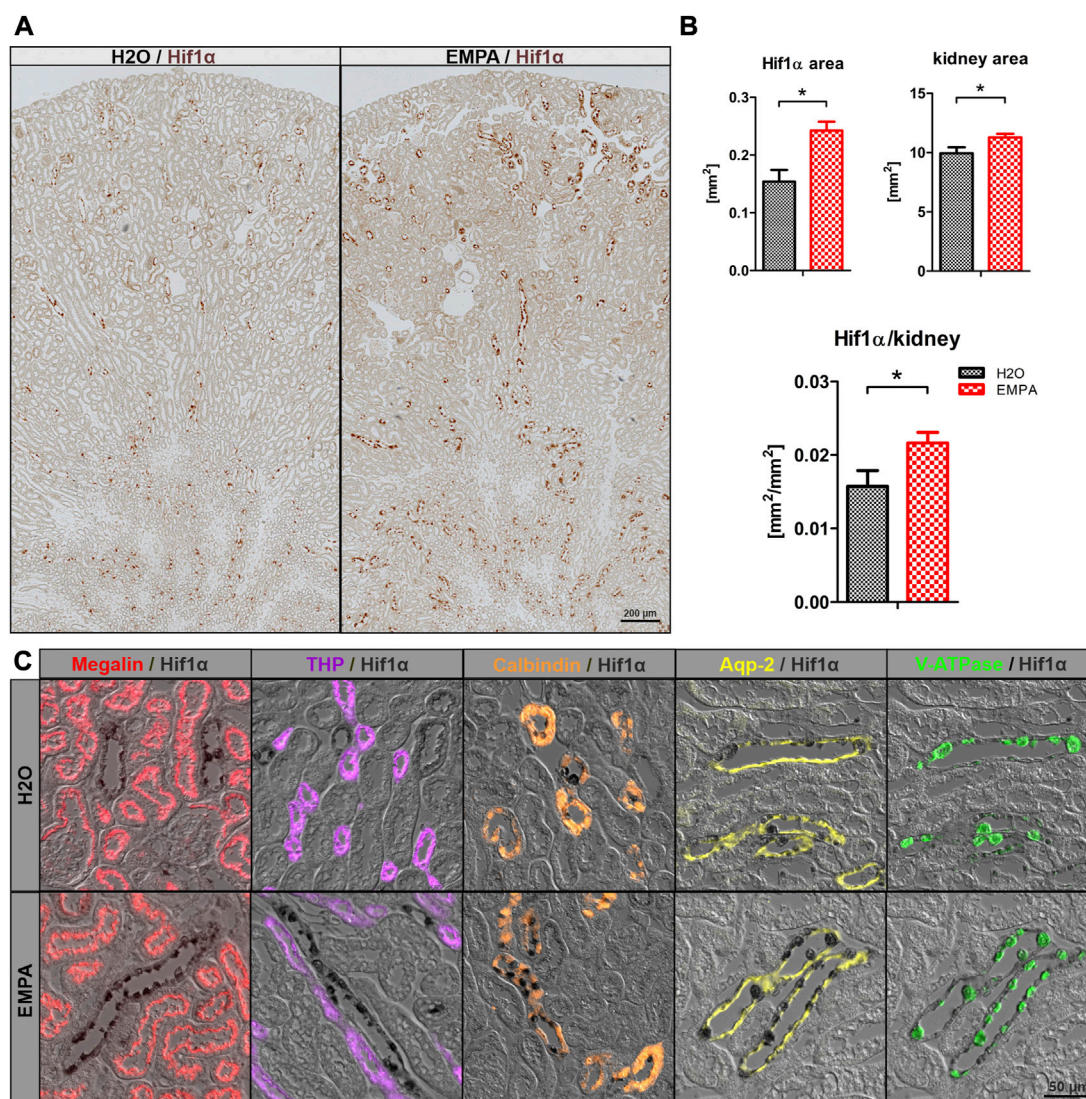 A
H2O / Hif1α
EMPA / Hif1α
200 µm
B
Hif1α area
[mm2]
0.3
0.2
0.1
0.0
*
kidney area
[mm2]
15
10
5
0
*
Hif1α/kidney
[mm2/mm2]
0.03
0.02
0.01
0.00
*
H2O
EMPA
C
Megalin / Hif1α
THP / Hif1α
Calbindin / Hif1α
Aqp-2 / Hif1α
V-ATPase / Hif1α
H2O
EMPA
50 µm